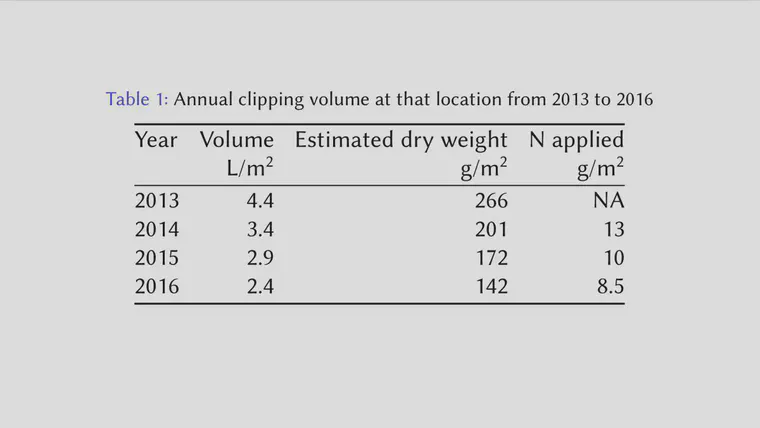 Table 1: Annual clipping volume at that location from 2013 to 2016
Year Volume Estimated dry weight N applied
L/m² g/m² g/m²
2013 4.4 266 NA
2014 3.4 201 13
2015 2.9 172 10
2016 2.4 142 8.5